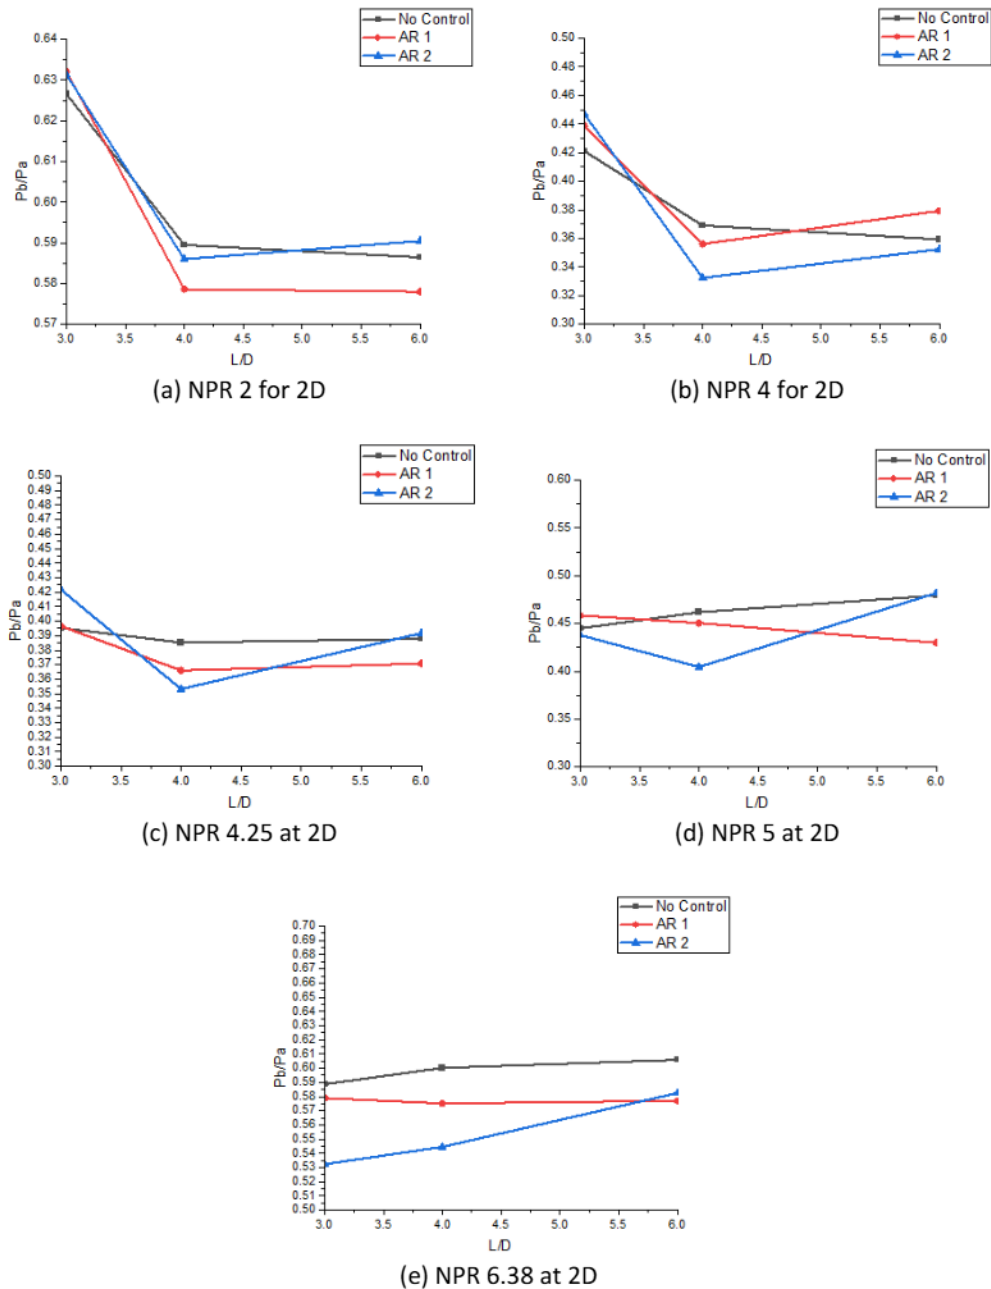 No Control
AR 1
AR 2
0.64
0.63
0.62
0.61
0.60
0.59
0.58
0.57
Pb/Pa
3.0 3.5 4.0 4.5 5.0 5.5 6.0
L/D
(a) NPR 2 for 2D
No Control
AR 1
AR 2
0.50
0.48
0.46
0.44
0.42
0.40
0.38
0.36
0.34
0.32
0.30
Pb/Pa
3.0 3.5 4.0 4.5 5.0 5.5 6.0
L/D
(b) NPR 4 for 2D
No Control
AR 1
AR 2
0.50
0.49
0.48
0.47
0.46
0.45
0.44
0.43
0.42
0.41
0.40
0.39
0.38
0.37
0.36
0.35
0.34
0.33
0.32
0.31
0.30
Pb/Pa
3.0 3.5 4.0 4.5 5.0 5.5 6.0
L/D
(c) NPR 4.25 at 2D
No Control
AR 1
AR 2
0.60
0.55
0.50
0.45
0.40
0.35
0.30
Pb/Pa
3.0 3.5 4.0 4.5 5.0 5.5 6.0
L/D
(d) NPR 5 at 2D
No Control
AR 1
AR 2
0.70
0.69
0.68
0.67
0.66
0.65
0.64
0.63
0.62
0.61
0.60
0.59
0.58
0.57
0.56
0.55
0.54
0.53
0.52
0.51
0.50
Pb/Pa
3.0 3.5 4.0 4.5 5.0 5.5 6.0
L/D
(e) NPR 6.38 at 2D